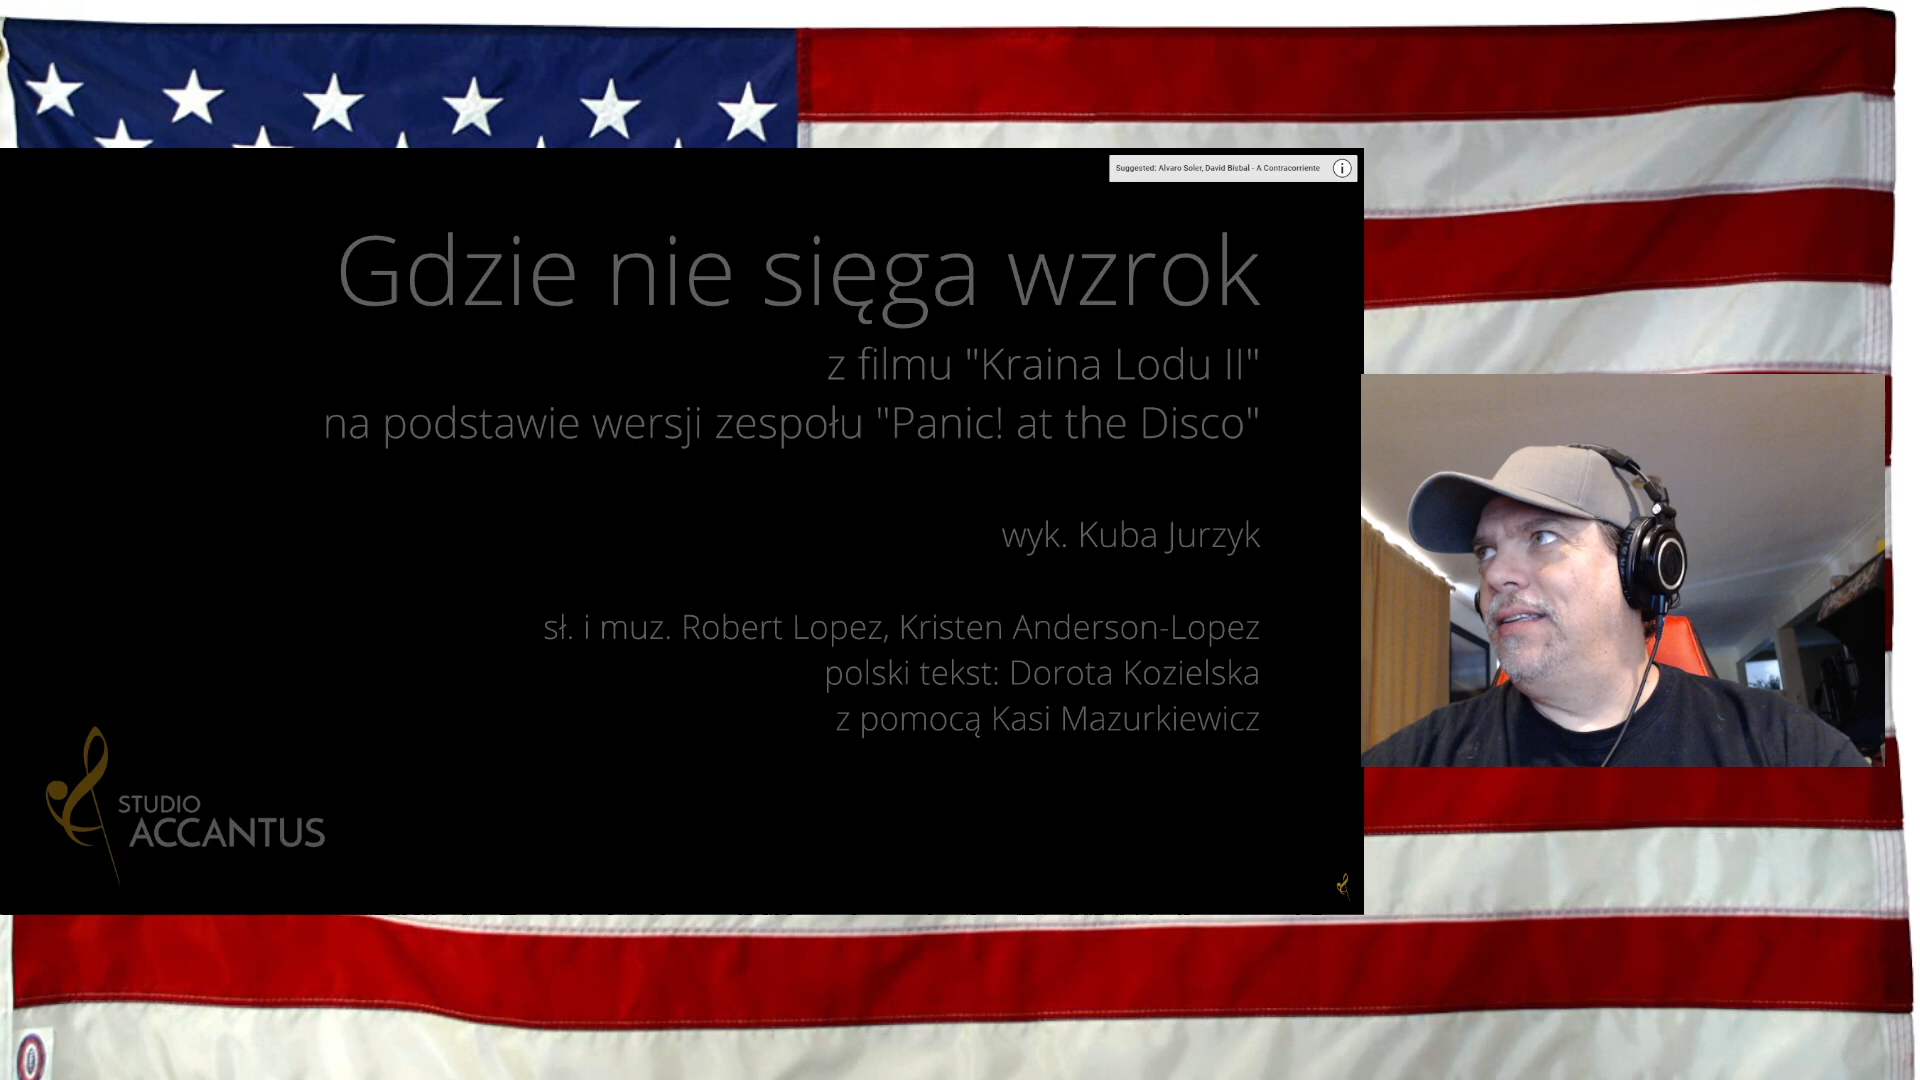 Suggested: Alvaro Soler, David Bisbal - A Contracorriente
Gdzie nie sięga wzrok
z filmu "Kraina Lodu II"
na podstawie wersji zespołu "Panic! at the Disco"
wyk. Kuba Jurzyk
sł. i muz. Robert Lopez, Kristen Anderson-Lopez
polski tekst: Dorota Kozielska
z pomocą Kasi Mazurkiewicz
STUDIO
ACCANTUS